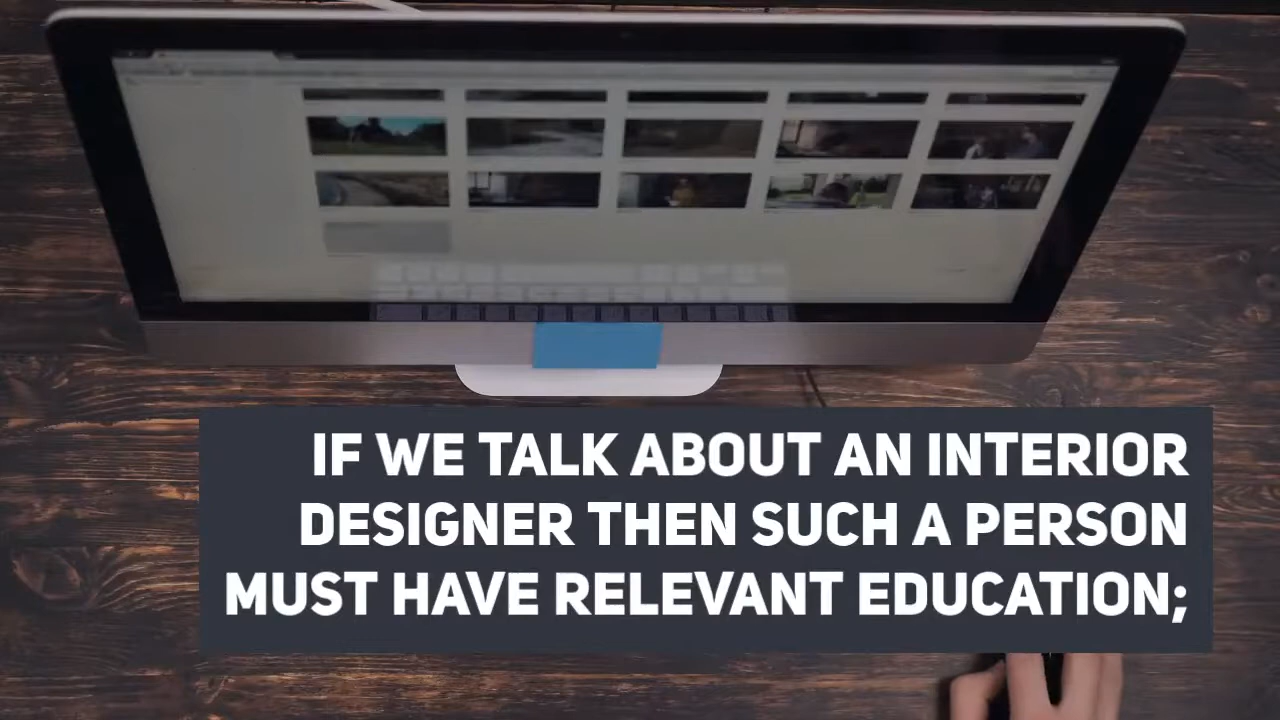 IF WE TALK ABOUT AN INTERIOR
DESIGNER THEN SUCH A PERSON
MUST HAVE RELEVANT EDUCATION;